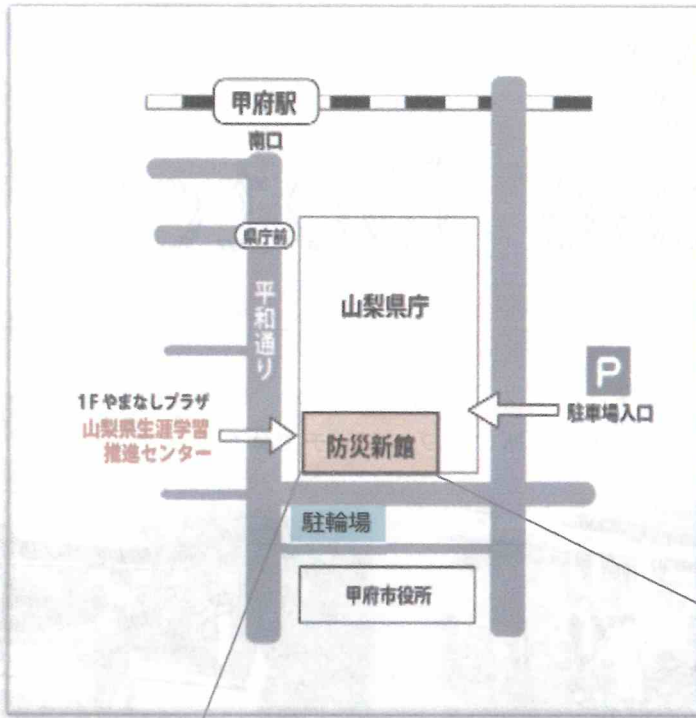 甲府駅
南口
県庁前
平和通り
山梨県庁
P
駐車場入口
1Fやまなしプラザ
山梨県生涯学習
推進センター
防災新館
駐輪場
甲府市役所